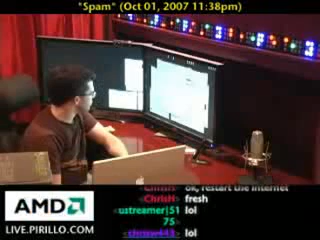 "Spam" (Oct 01, 2007 11:38pm)
AMD
LIVE.PIRILLO.COM
<ChrisH> ok, restart the internet
<ChrisH> fresh
<ustreamer|51
75> lol
lol